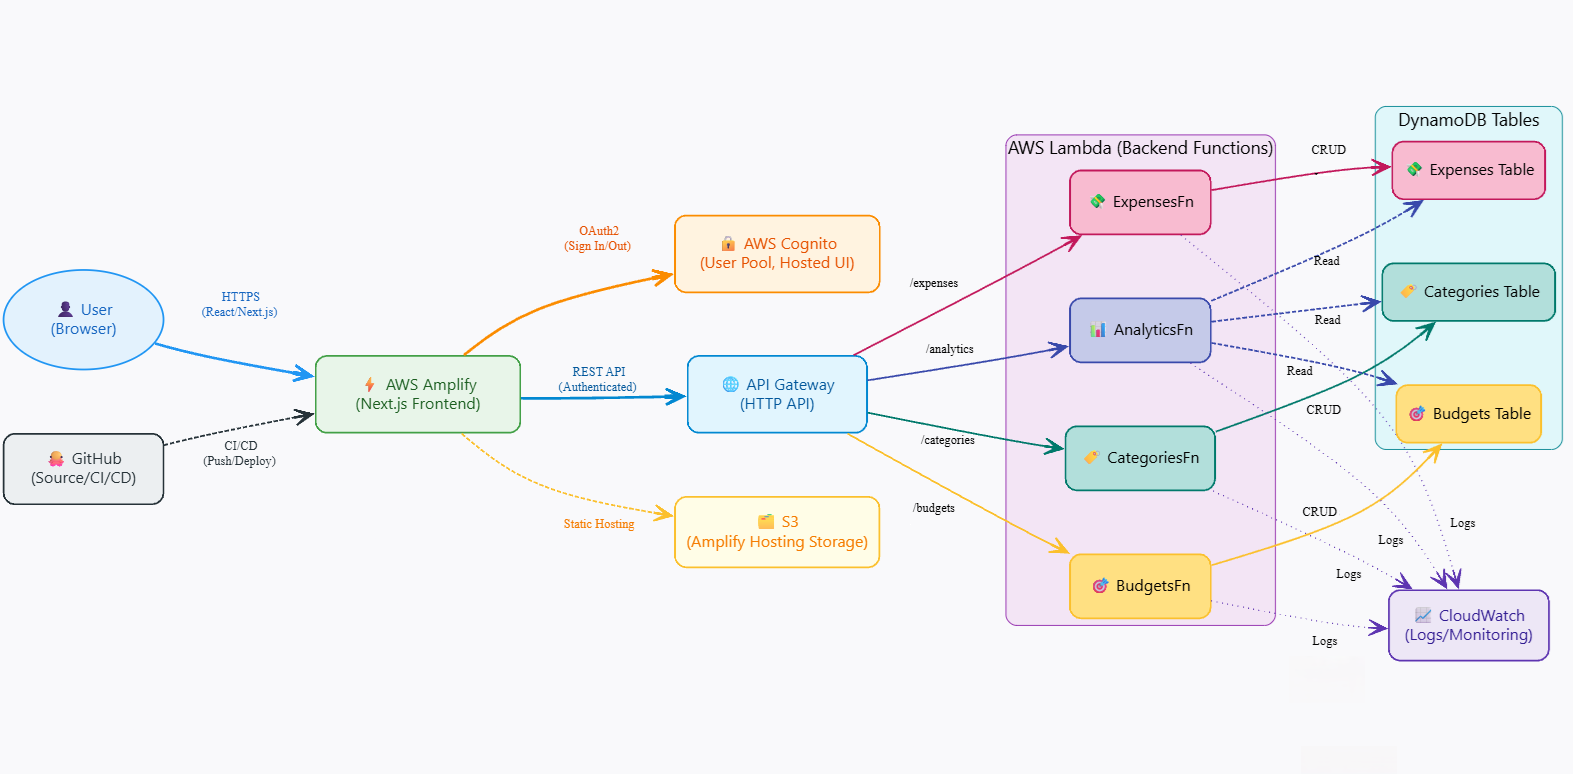 User
(Browser)
HTTPS
(React/Next.js)
GitHub
(Source/CI/CD)
CI/CD
(Push/Deploy)
AWS Amplify
(Next.js Frontend)
OAuth2
(Sign In/Out)
REST API
(Authenticated)
Static Hosting
AWS Cognito
(User Pool, Hosted UI)
API Gateway
(HTTP API)
S3
(Amplify Hosting Storage)
/expenses
/analytics
/categories
/budgets
AWS Lambda (Backend Functions)
ExpensesFn
AnalyticsFn
CategoriesFn
BudgetsFn
CRUD
Read
Read
Read
CRUD
CRUD
Logs
Logs
Logs
Logs
DynamoDB Tables
Expenses Table
Categories Table
Budgets Table
CloudWatch
(Logs/Monitoring)